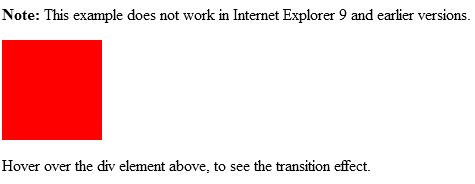 Note: This example does not work in Internet Explorer 9 and earlier versions.
Hover over the div element above, to see the transition effect.